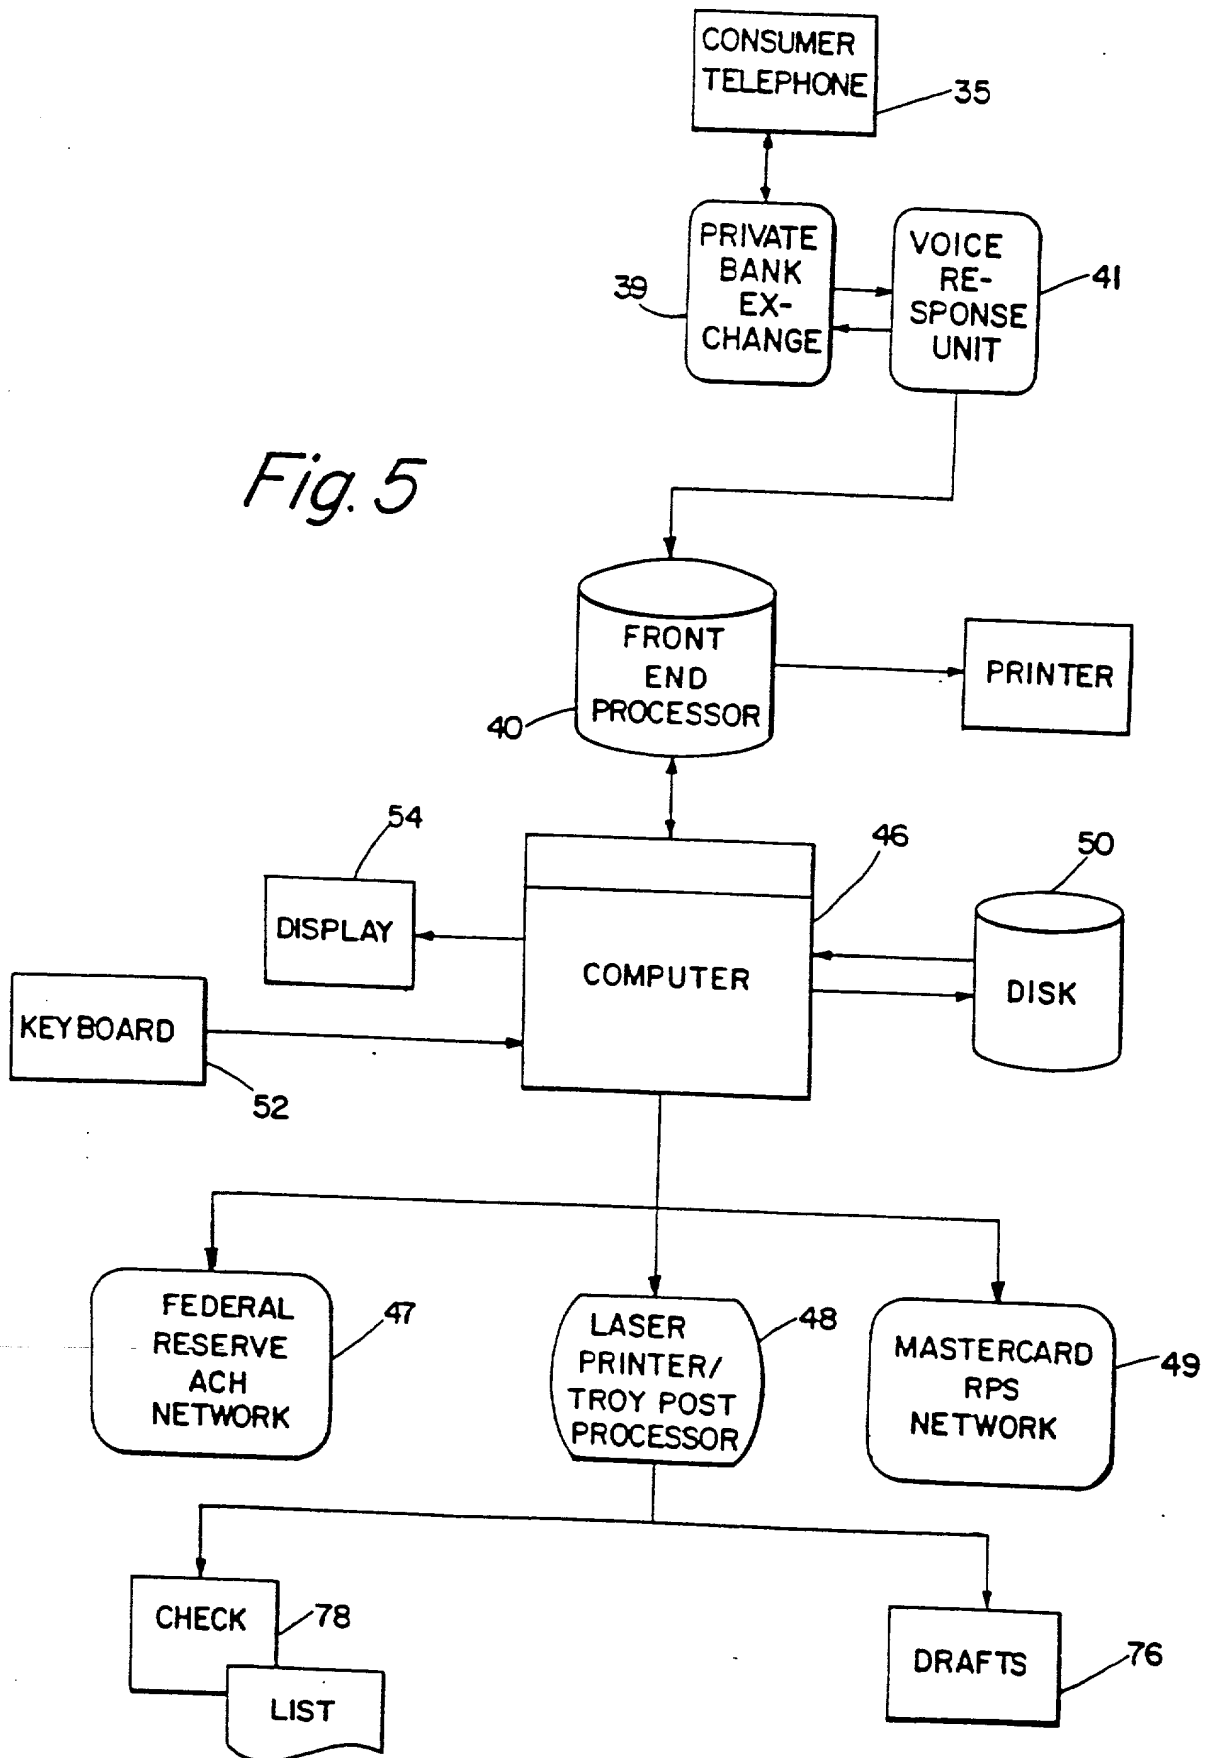 CONSUMER
TELEPHONE
35
PRIVATE
BANK
EX-
CHANGE
39
VOICE
RE-
SPONSE
UNIT
41
Fig. 5
FRONT
END
PROCESSOR
40
PRINTER
54
DISPLAY
46
COMPUTER
50
DISK
KEYBOARD
52
FEDERAL
RESERVE
ACH
NETWORK
47
LASER
PRINTER/
TROY POST
PROCESSOR
48
MASTERCARD
RPS
NETWORK
49
CHECK
78
LIST
DRAFTS
76